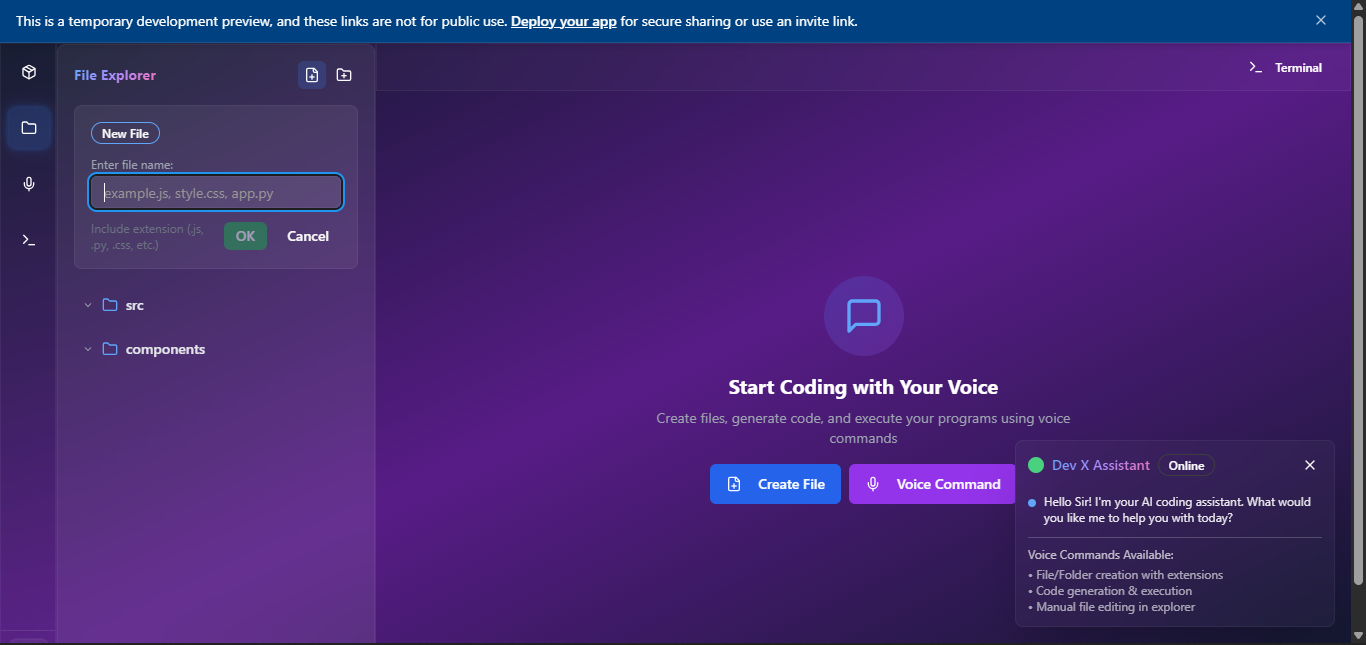 This is a temporary development preview, and these links are not for public use. Deploy your app for secure sharing or use an invite link.
File Explorer
Terminal
New File
Enter file name:
example.js, style.css, app.py
Include extension (.js,
.py, .css, etc.)
OK
Cancel
src
components
Start Coding with Your Voice
Create files, generate code, and execute your programs using voice
commands
Create File
Voice Command
Dev X Assistant
Online
Hello Sir! I'm your AI coding assistant. What would
you like me to help you with today?
Voice Commands Available:
• File/Folder creation with extensions
• Code generation & execution
• Manual file editing in explorer